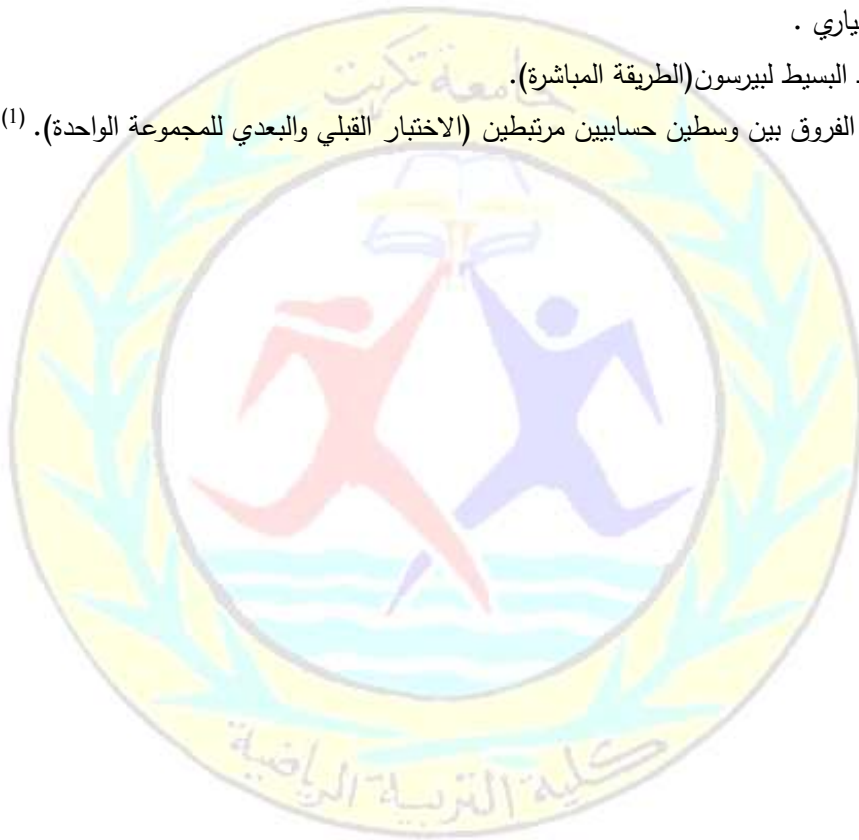 ياري .
. البسيط لبيرسون(الطريقة المباشرة).
الفروق بين وسطين حسابيين مرتبطين (الاختبار القبلي والبعدي للمجموعة الواحدة). (1)
جامعة تكريت
كلية التربية الرياضية